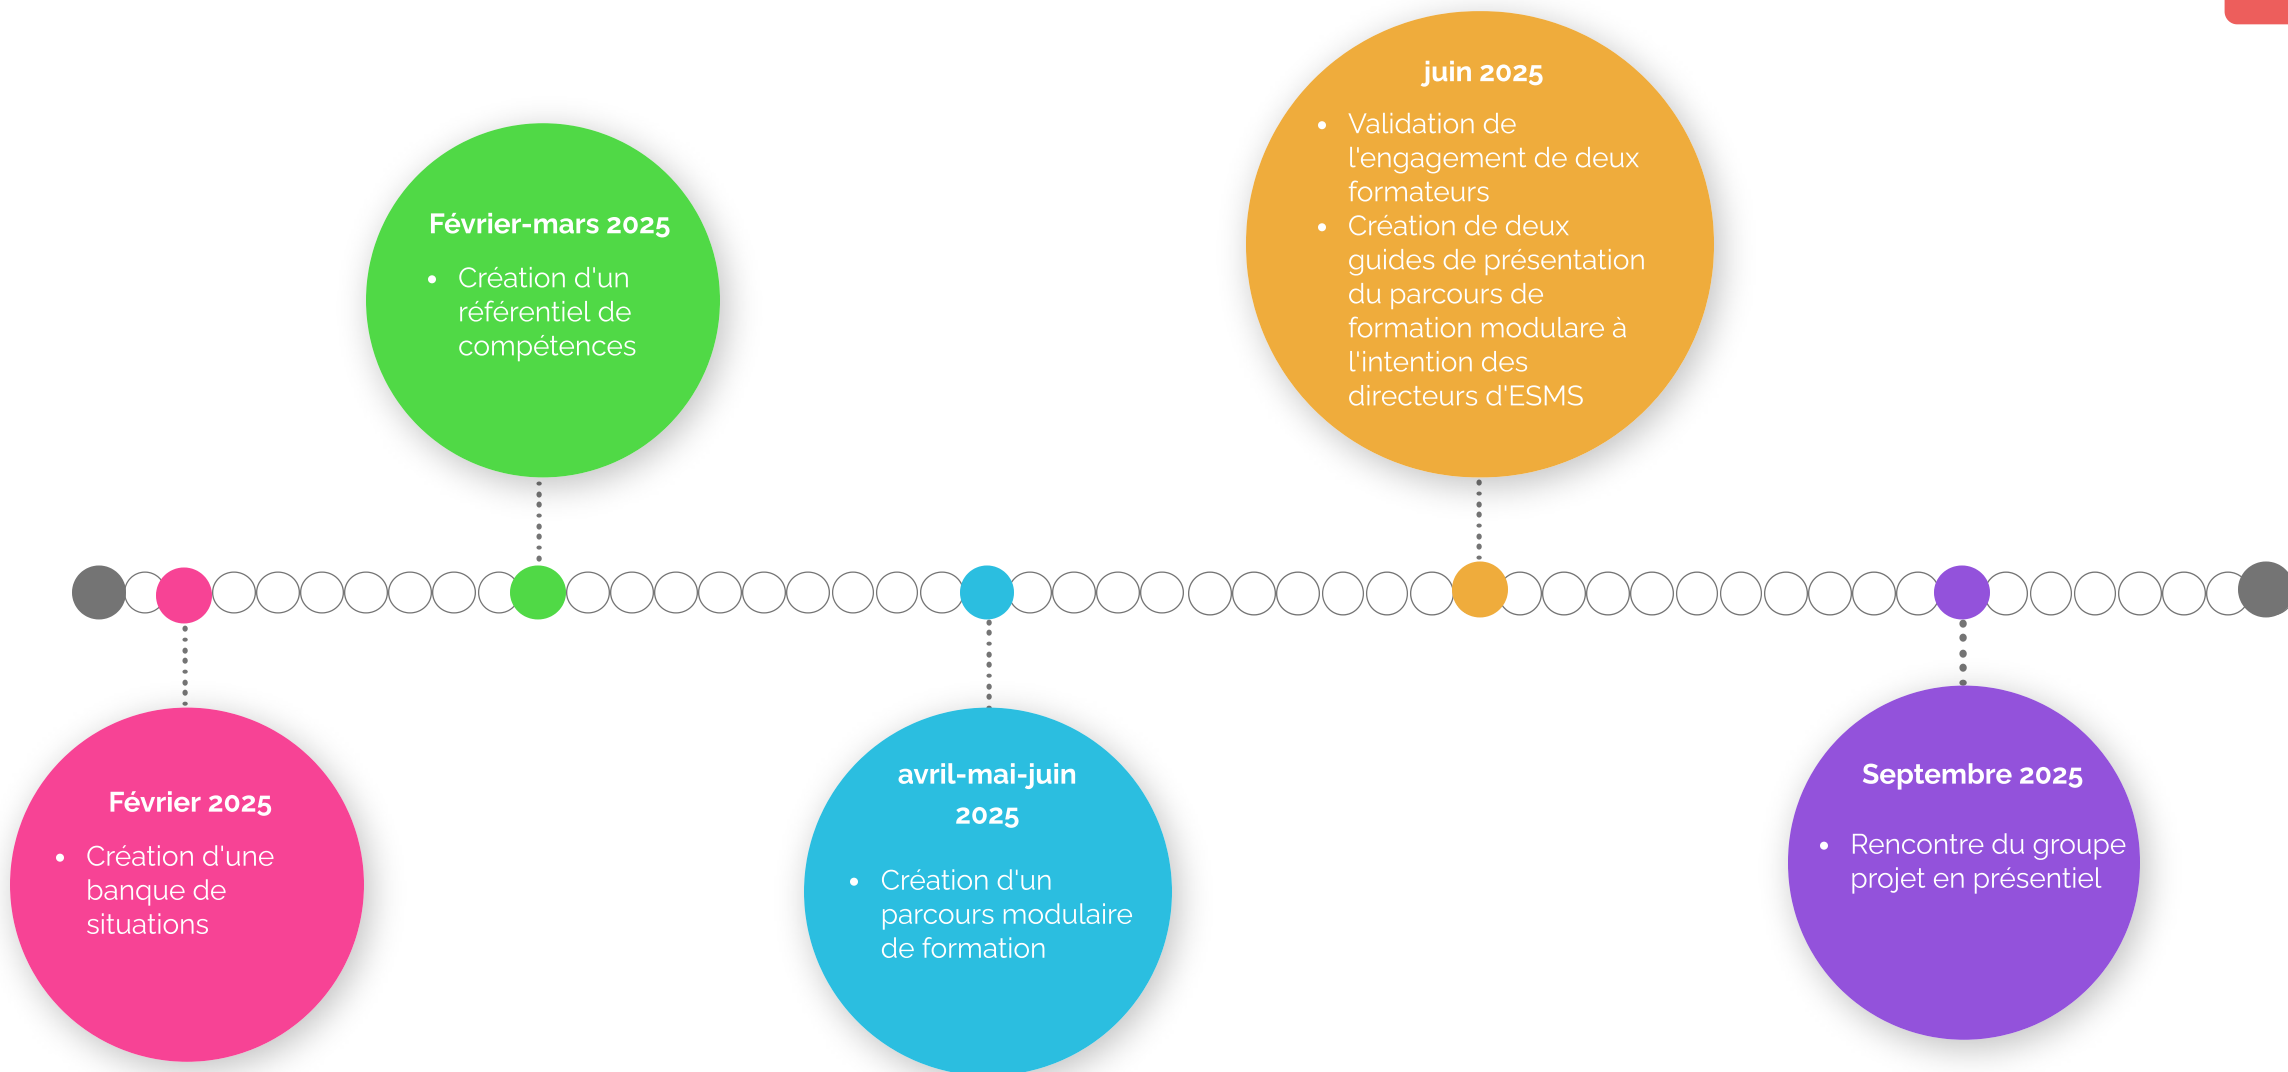 Février 2025
• Création d'une
banque de
situations
Février-mars 2025
• Création d'un
référentiel de
compétences
avril-mai-juin
2025
• Création d'un
parcours modulaire
de formation
juin 2025
• Validation de
l'engagement de deux
formateurs
• Création de deux
guides de présentation
du parcours de
formation modulare à
l'intention des
directeurs d'ESMS
Septembre 2025
• Rencontre du groupe
projet en présentiel